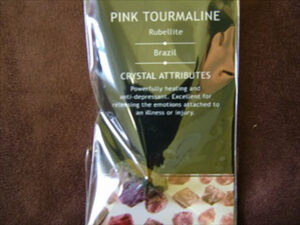 PINK TOURMALINE
Rubellite
Brazil
CRYSTAL ATTRIBUTES
Powerfully healing and
anti-depressant. Excellent for
releasing the emotions attached to
an illness or injury.